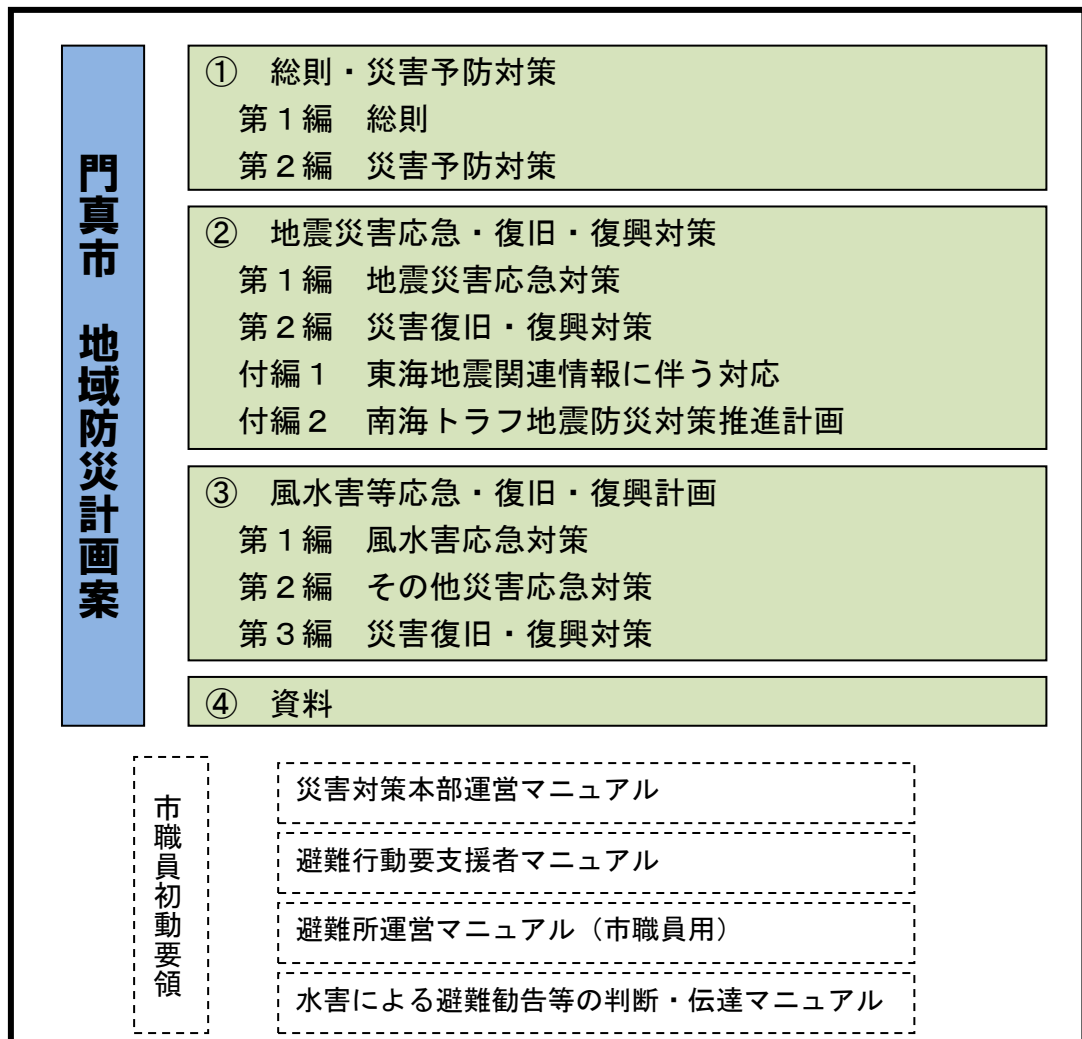 門真市　地域防災計画案
①　総則・災害予防対策
第１編　総則
第２編　災害予防対策
②　地震災害応急・復旧・復興対策
第１編　地震災害応急対策
第２編　災害復旧・復興対策
付編１　東海地震関連情報に伴う対応
付編２　南海トラフ地震防災対策推進計画
③　風水害等応急・復旧・復興計画
第１編　風水害応急対策
第２編　その他災害応急対策
第３編　災害復旧・復興対策
④　資料
市職員初動要領
災害対策本部運営マニュアル
避難行動要支援者マニュアル
避難所運営マニュアル（市職員用）
水害による避難勧告等の判断・伝達マニュアル